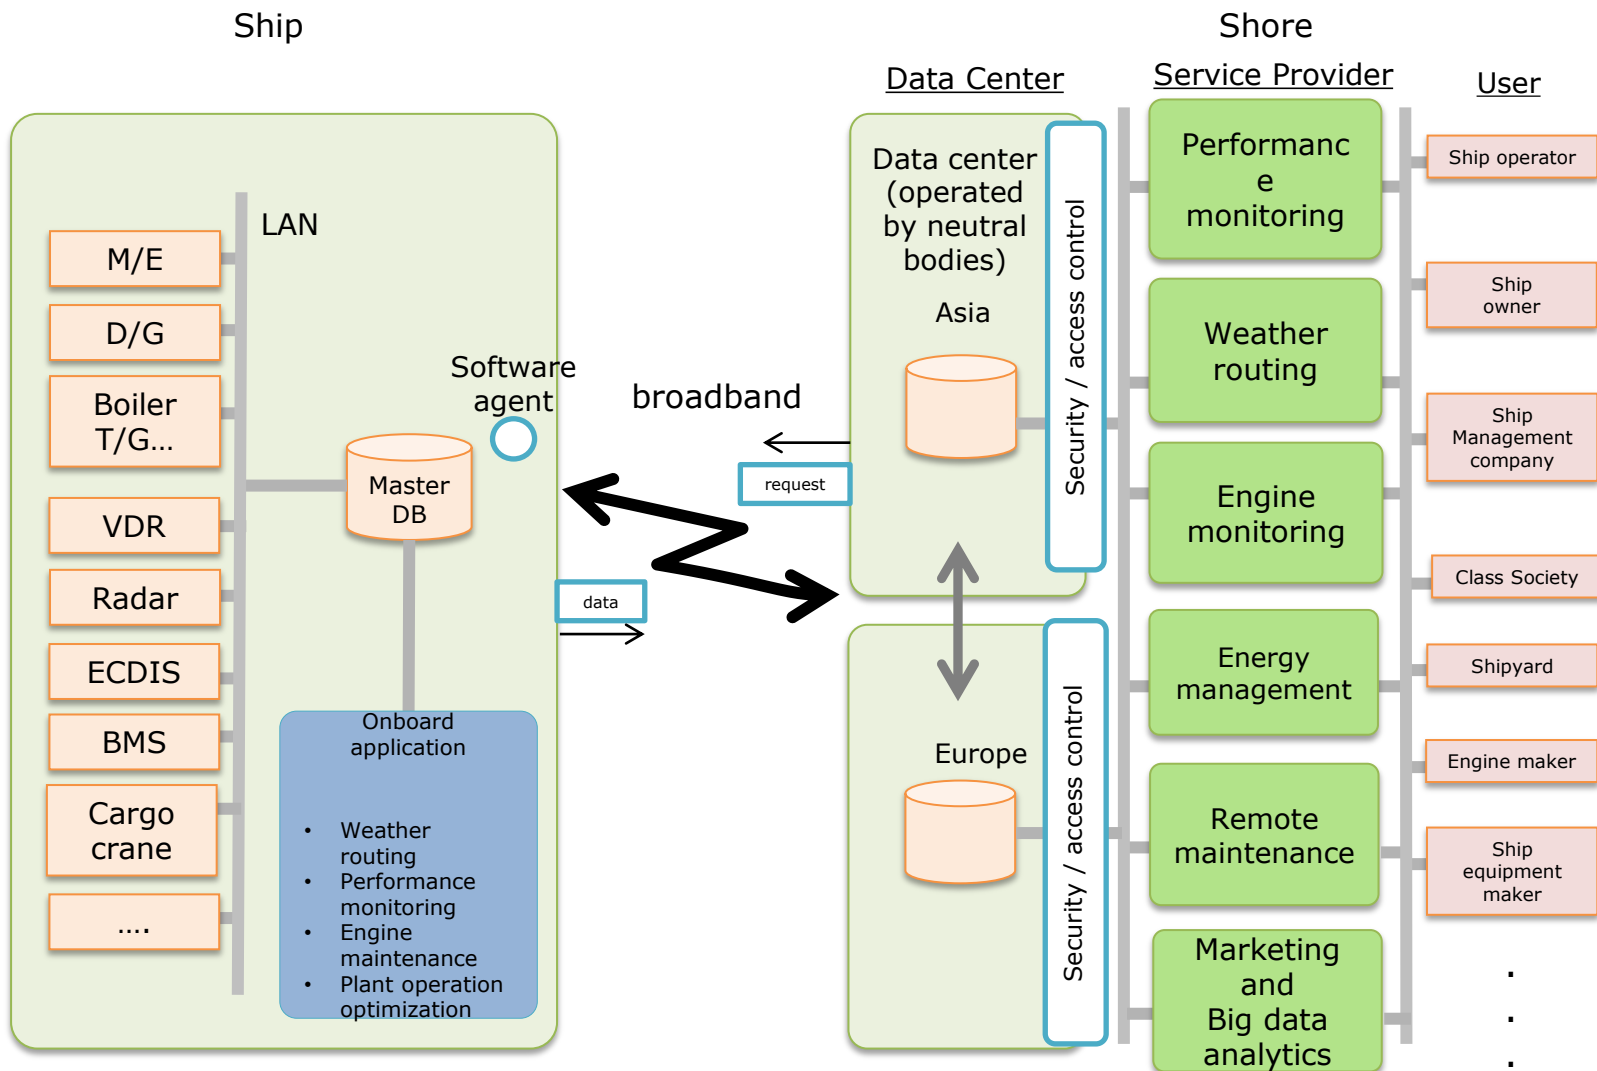 Ship
Shore
Data Center
Service Provider
User
LAN
M/E
D/G
Boiler
T/G...
VDR
Radar
ECDIS
BMS
Cargo
crane
....
Software
agent
Master
DB
Onboard
application
• Weather
routing
• Performance
monitoring
• Engine
maintenance
• Plant operation
optimization
broadband
request
data
Data center
(operated
by neutral
bodies)
Asia
Security / access control
Europe
Security / access control
Performanc
e
monitoring
Weather
routing
Engine
monitoring
Energy
management
Remote
maintenance
Marketing
and
Big data
analytics
Ship operator
Ship
owner
Ship
Management
company
Class Society
Shipyard
Engine maker
Ship
equipment
maker
.
.
.